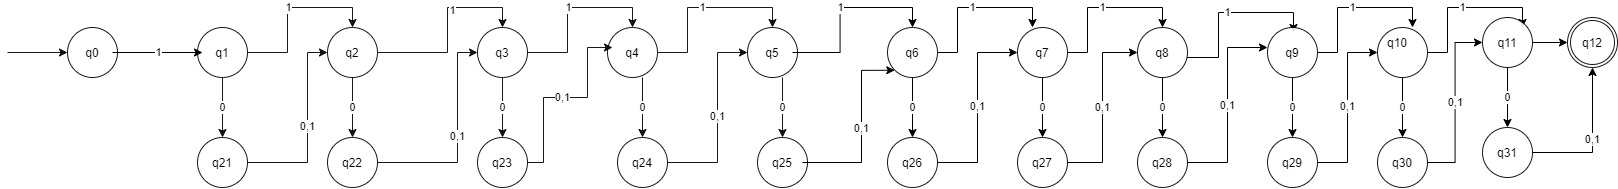 1 1 1 1 1 1 1 1 1 1
q0 1 q1 q2 q3 q4 q5 q6 q7 q8 q9 q10 q11 q12
0,1
0 0 0 0 0 0 0 0 0 0 0
0,1 0,1 0,1 0,1 0,1 0,1 0,1 0,1 0,1 0,1
q21 q22 q23 q24 q25 q26 q27 q28 q29 q30 q31